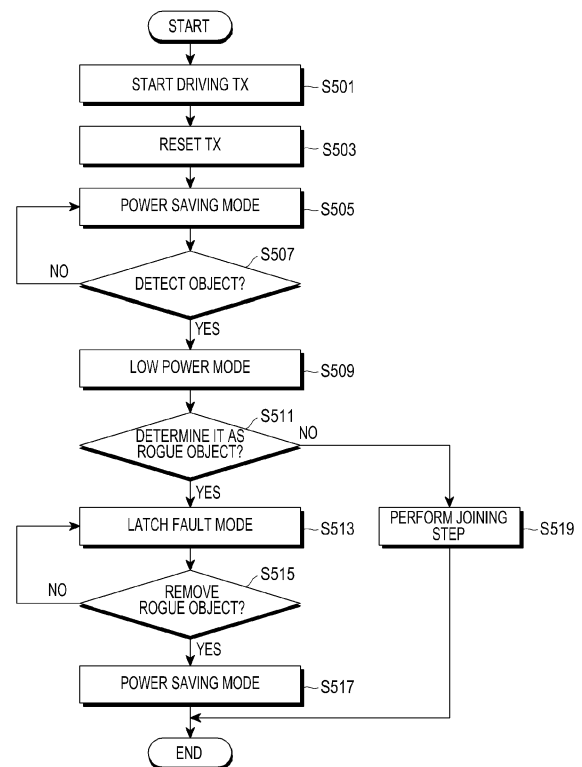 START
START DRIVING TX
S501
RESET TX
S503
POWER SAVING MODE
S505
S507
DETECT OBJECT?
NO
YES
LOW POWER MODE
S509
S511
DETERMINE IT AS
ROGUE OBJECT?
NO
YES
LATCH FAULT MODE
S513
PERFORM JOINING
STEP
S519
S515
REMOVE
ROGUE OBJECT?
NO
YES
POWER SAVING MODE
S517
END